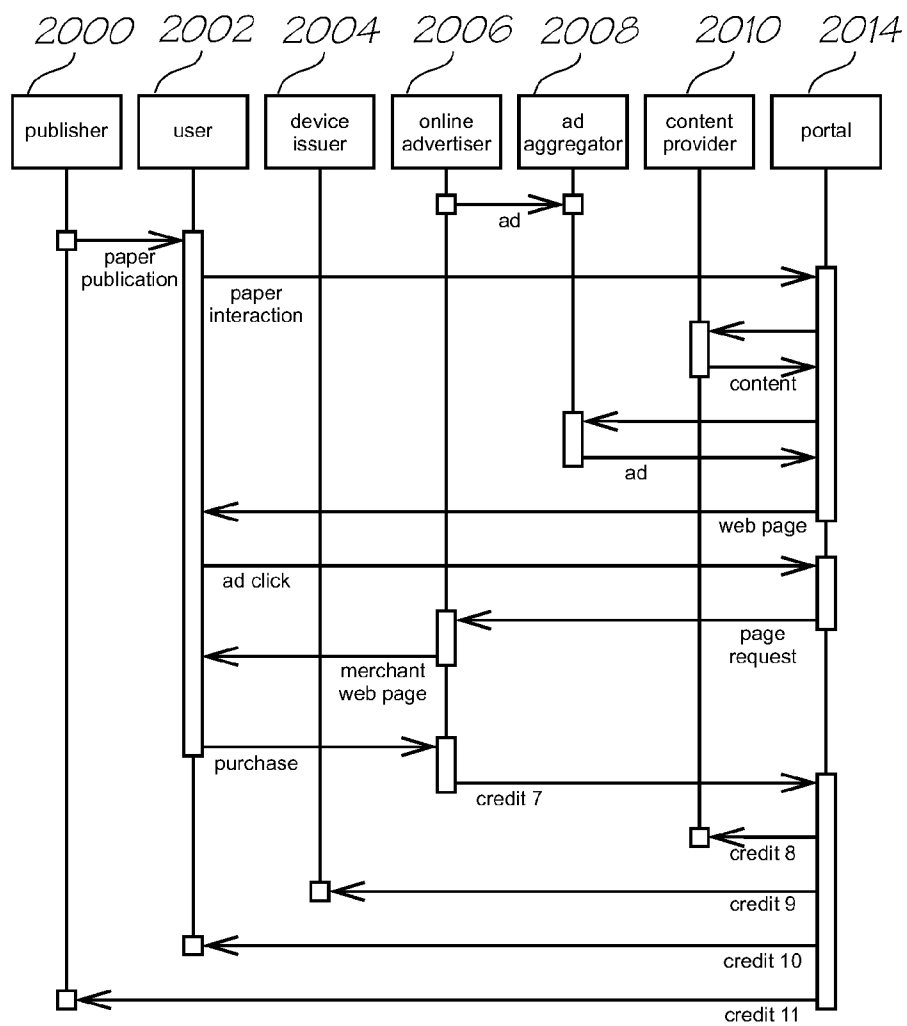 2000 2002 2004 2006 2008 2010 2014
publisher
user
device
issuer
online
advertiser
ad
aggregator
content
provider
portal
ad
paper
publication
paper
interaction
content
ad
web page
ad click
page
request
merchant
web page
purchase
credit 7
credit 8
credit 9
credit 10
credit 11